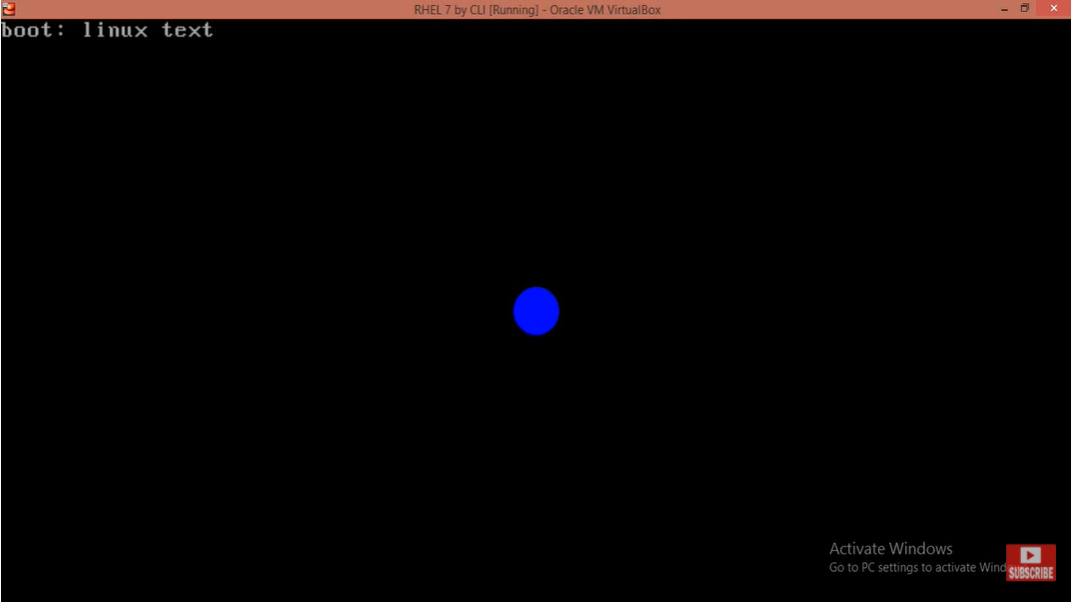 RHEL 7 by CLI [Running] - Oracle VM VirtualBox
boot: linux text
Activate Windows
Go to PC settings to activate Wind
SUBSCRIBE